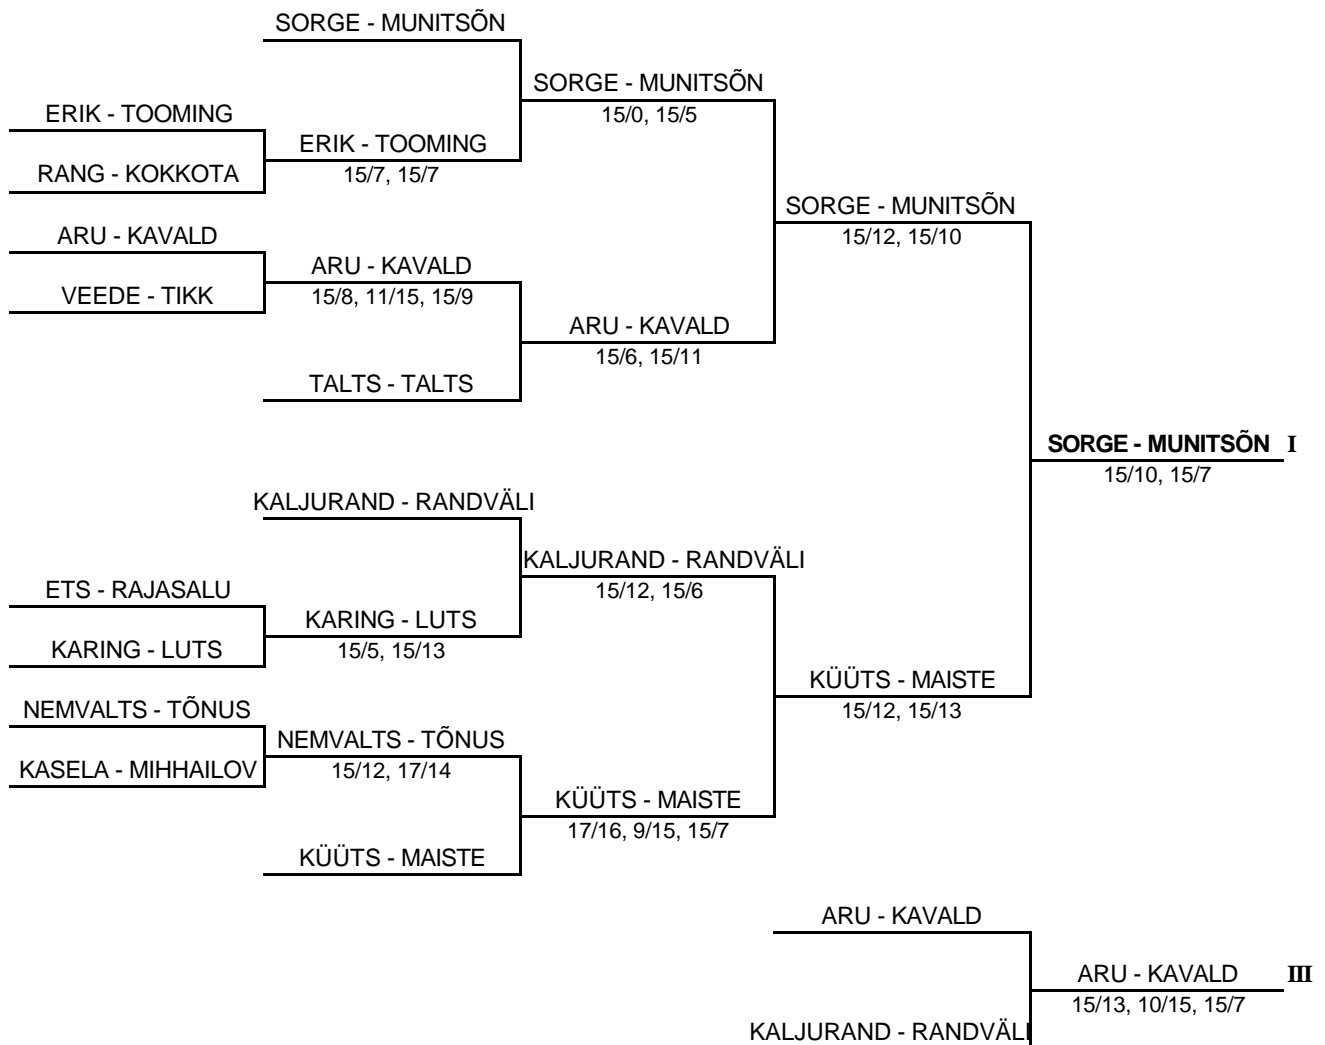 SORGE - MUNITSÕN
SORGE - MUNITSÕN
15/0, 15/5
ERIK - TOOMING
ERIK - TOOMING
15/7, 15/7
RANG - KOKKOTA
SORGE - MUNITSÕN
15/12, 15/10
ARU - KAVALD
ARU - KAVALD
15/8, 11/15, 15/9
VEEDE - TIKK
ARU - KAVALD
15/6, 15/11
TALTS - TALTS
SORGE - MUNITSÕN I
15/10, 15/7
KALJURAND - RANDVÄLI
KALJURAND - RANDVÄLI
15/12, 15/6
ETS - RAJASALU
KARING - LUTS
15/5, 15/13
KARING - LUTS
KÜÜTS - MAISTE
15/12, 15/13
NEMVALTS - TÕNUS
NEMVALTS - TÕNUS
15/12, 17/14
KASELA - MIHHAILOV
KÜÜTS - MAISTE
17/16, 9/15, 15/7
KÜÜTS - MAISTE
ARU - KAVALD
ARU - KAVALD III
15/13, 10/15, 15/7
KALJURAND - RANDVÄLI